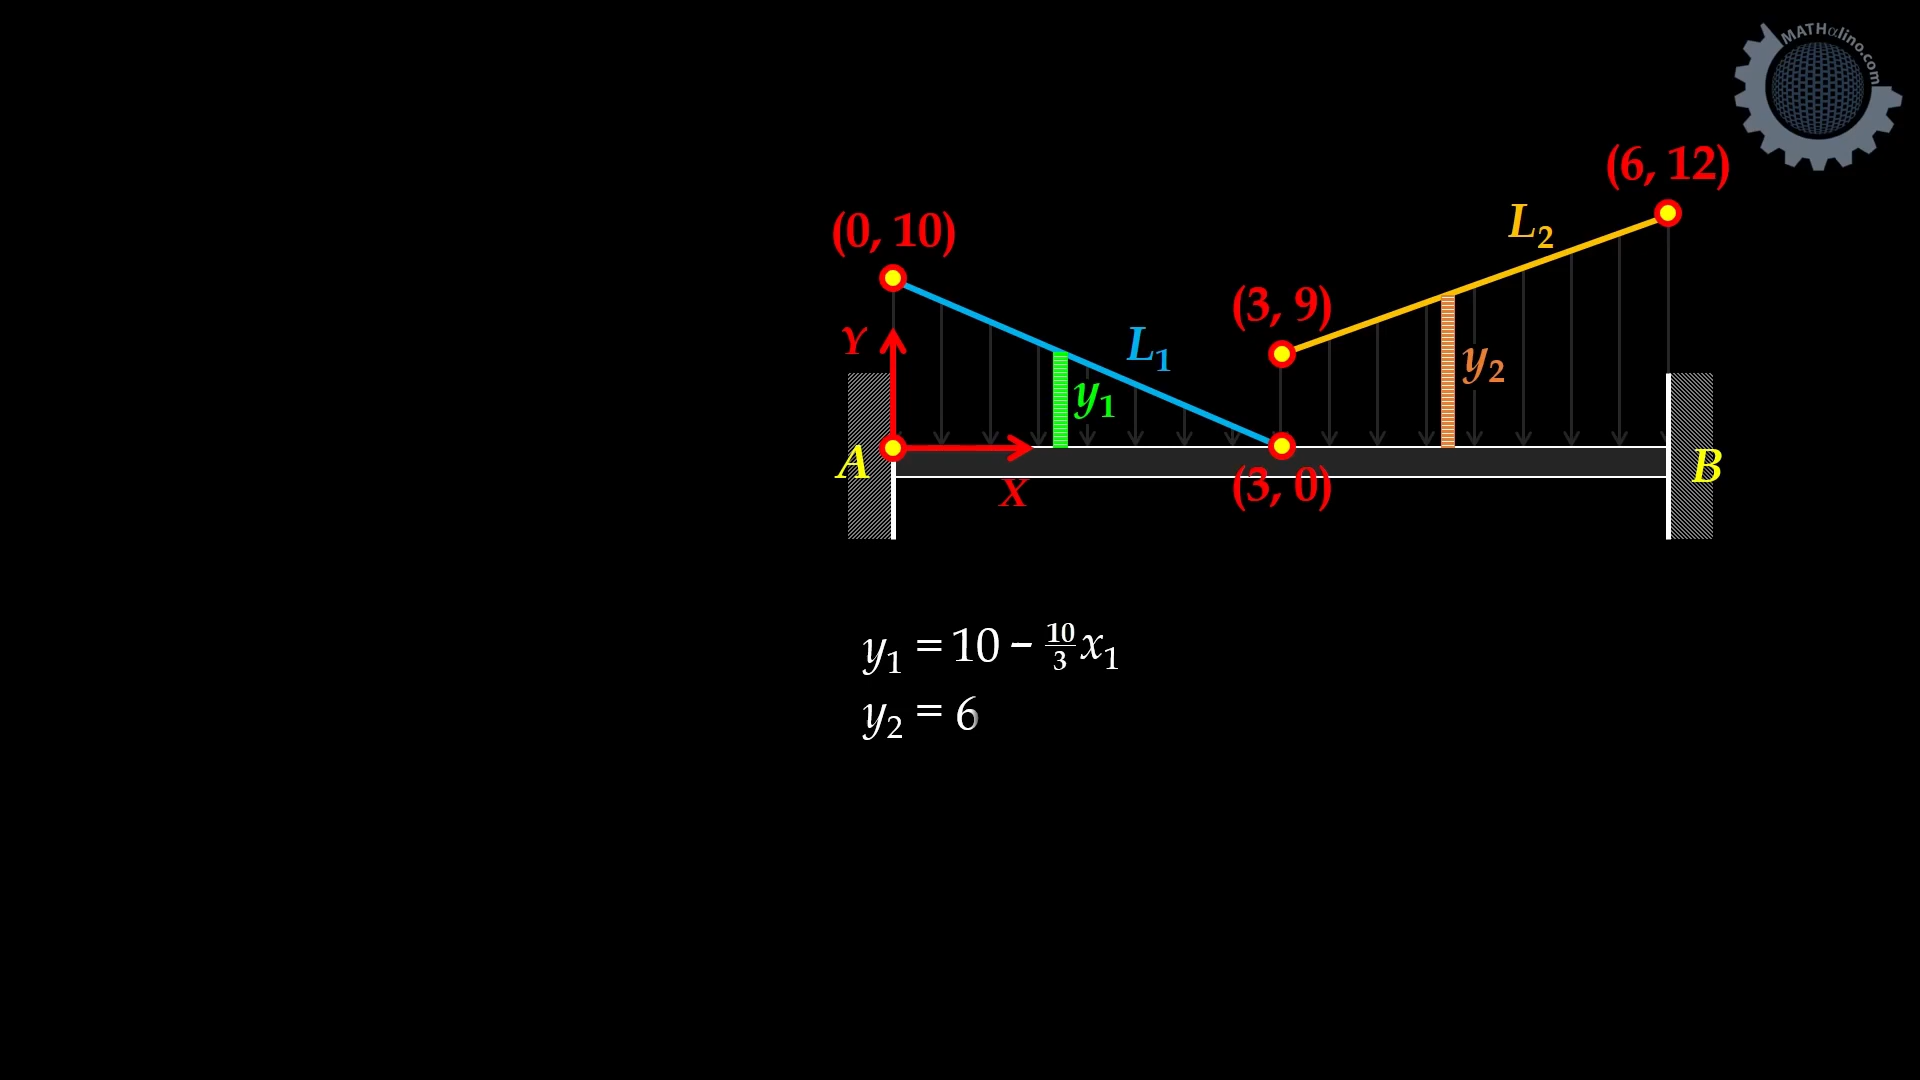 MATHαlino.com
(6, 12)
L₂
(0, 10)
(3, 9)
Y
L₁
y₂
y₁
A
B
X
(3, 0)
y₁ = 10 − 10/3 x₁
y₂ = 6